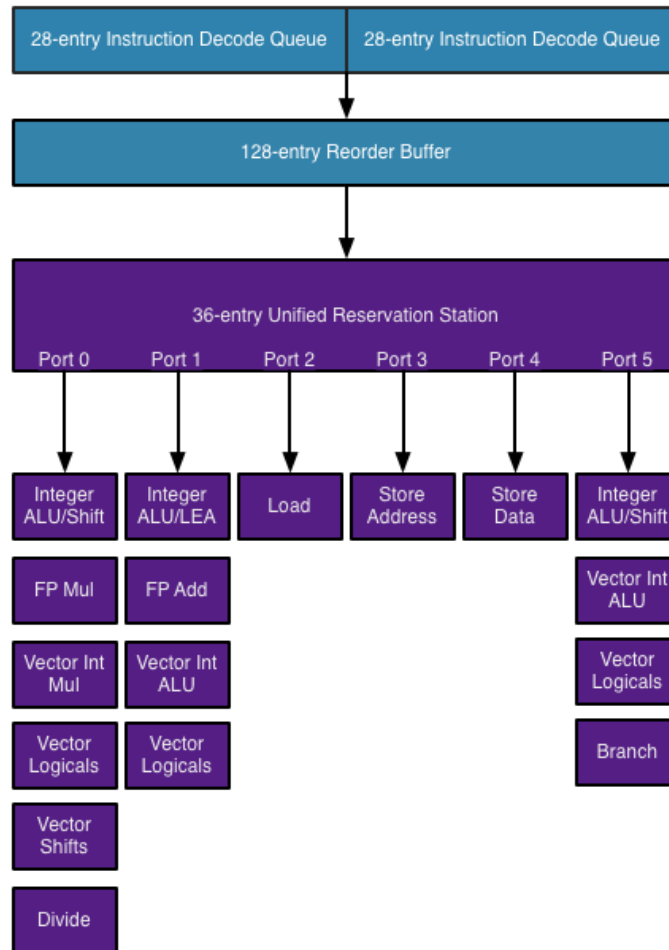 28-entry Instruction Decode Queue
28-entry Instruction Decode Queue
128-entry Reorder Buffer
36-entry Unified Reservation Station
Port 0
Port 1
Port 2
Port 3
Port 4
Port 5
Integer
ALU/Shift
Integer
ALU/LEA
Load
Store
Address
Store
Data
Integer
ALU/Shift
FP Mul
FP Add
Vector Int
ALU
Vector Int
Mul
Vector Int
ALU
Vector
Logicals
Vector
Logicals
Vector
Logicals
Branch
Vector
Shifts
Divide